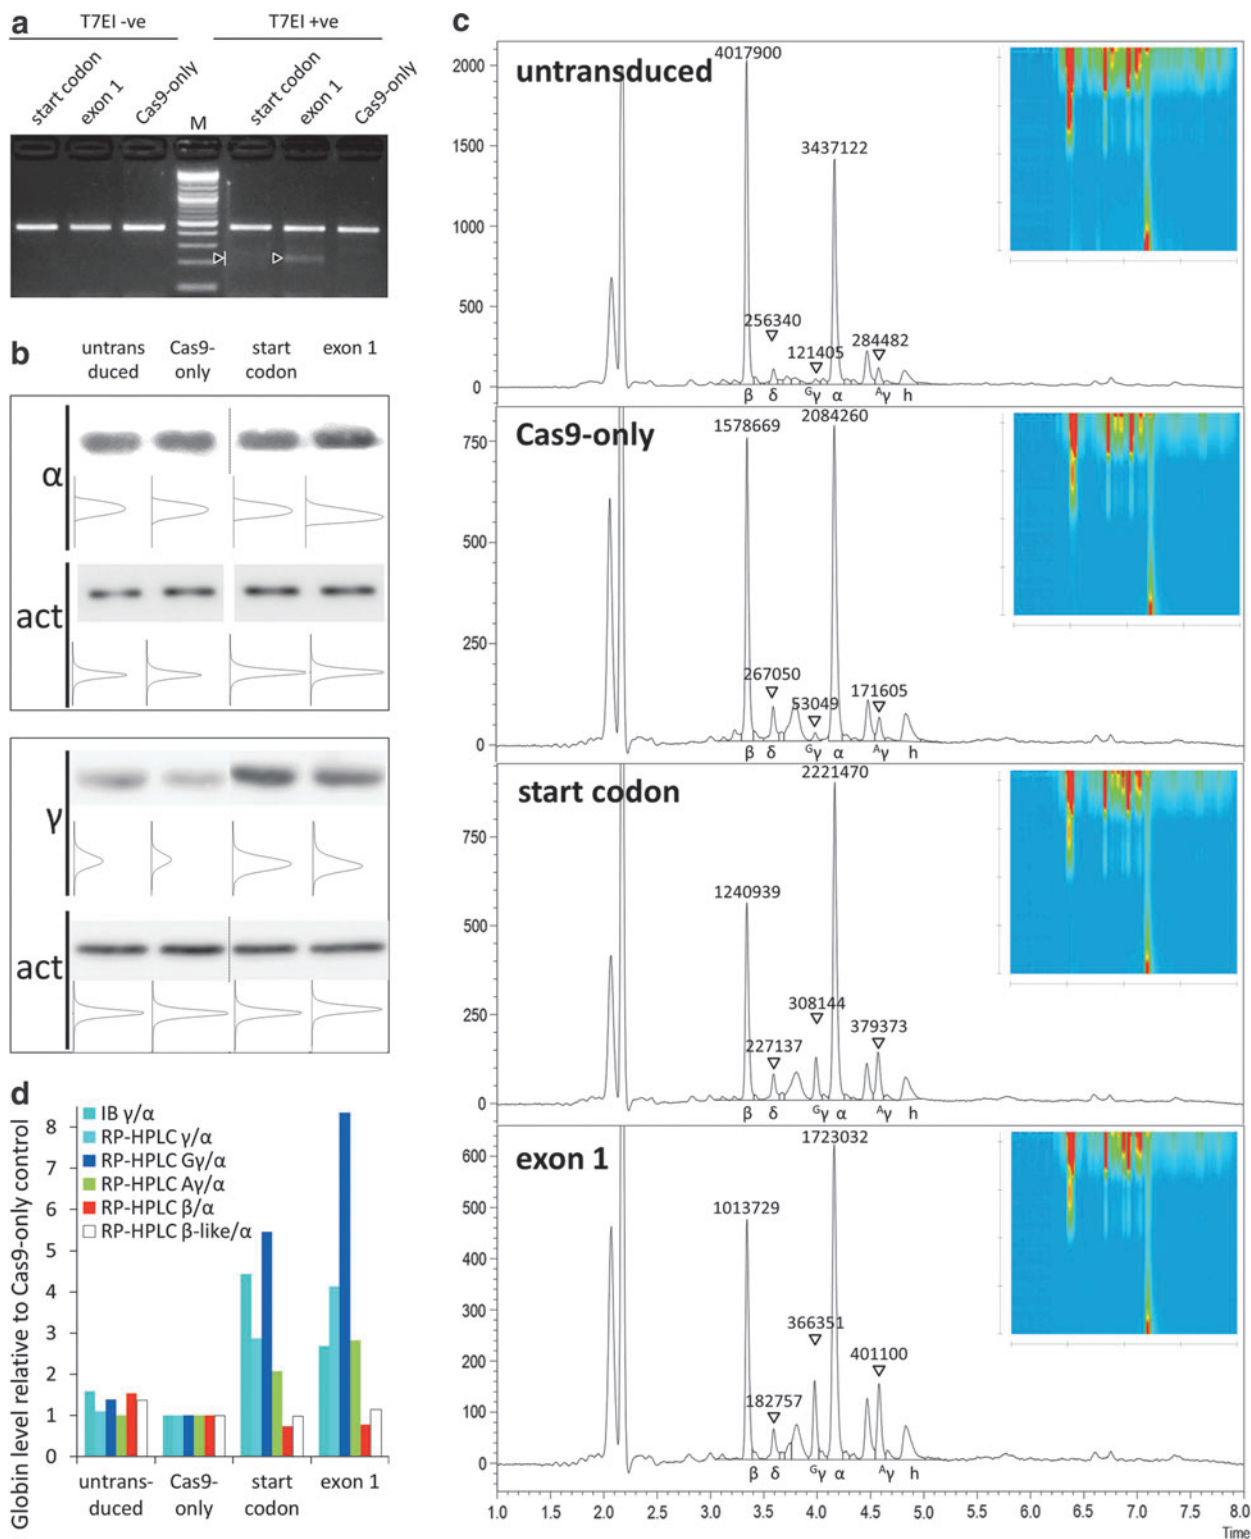 a
T7EI -ve
T7EI +ve
start codon
exon 1
Cas9-only
M
start codon
exon 1
Cas9-only
b
untrans
duced
Cas9-
only
start
codon
exon 1
α
act
γ
act
c
untransduced
2000
1500
1000
500
0
4017900
256340
121405
3437122
284482
β δ Gγ α Aγ h
Cas9-only
750
500
250
0
1578669
267050
53049
2084260
171605
β δ Gγ α Aγ h
start codon
750
500
250
0
1240939
227137
308144
2221470
379373
β δ Gγ α Aγ h
exon 1
600
500
400
300
200
100
0
1013729
182757
366351
1723032
401100
β δ Gγ α Aγ h
1.0 1.5 2.0 2.5 3.0 3.5 4.0 4.5 5.0 5.5 6.0 6.5 7.0 7.5 8.0
Time
d
Globin level relative to Cas9-only control
8
7
6
5
4
3
2
1
0
IB γ/α
RP-HPLC γ/α
RP-HPLC Gγ/α
RP-HPLC Aγ/α
RP-HPLC β/α
RP-HPLC β-like/α
untrans-
duced
Cas9-
only
start
codon
exon 1